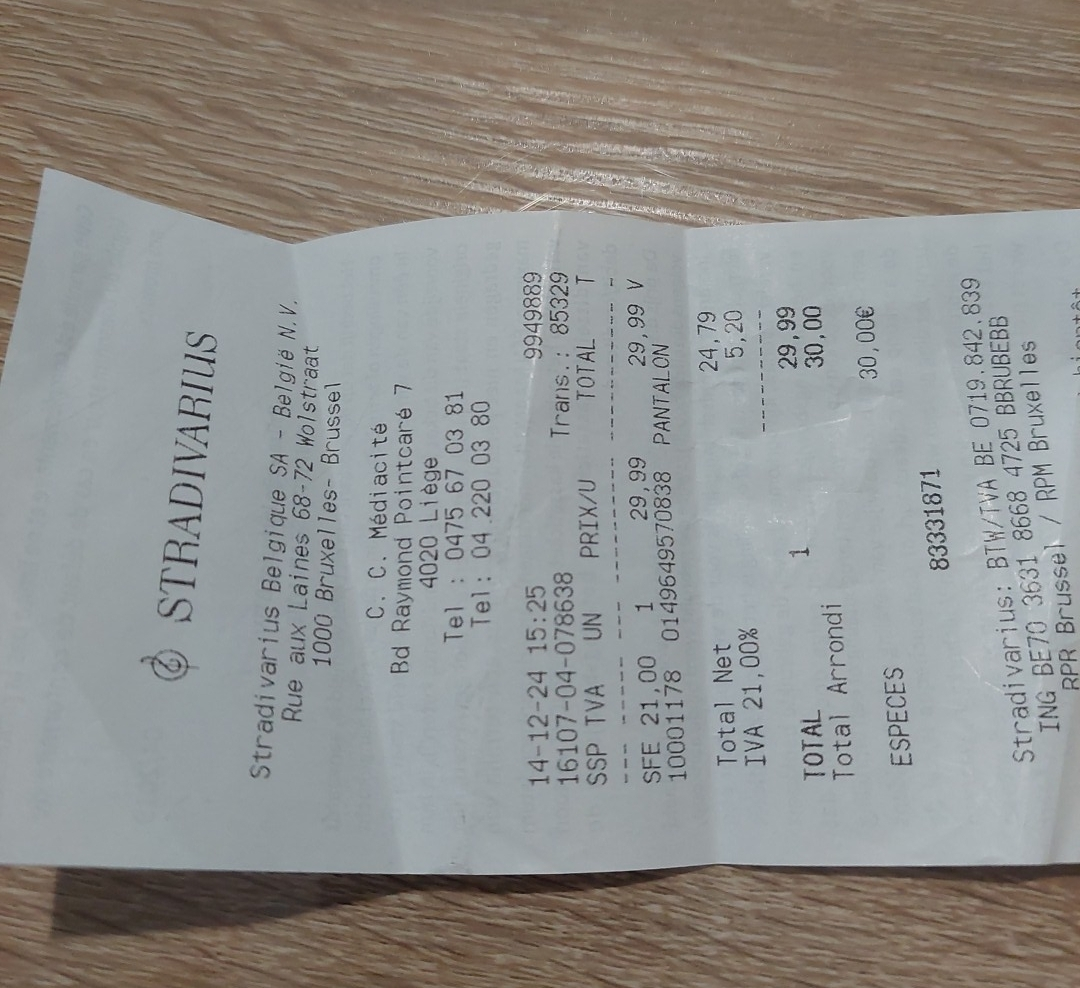 STRADIVARIUS
Stradivarius Belgique SA - België N.V.
Rue aux Laines 68-72 Wolstraat
1000 Bruxelles- Brussel
C. C. Médiacité
Bd Raymond Pointcaré 7
4020 Liège
Tel : 0475 67 03 81
Tel: 04 220 03 80
14-12-24 15:25 9949889
16107-04-078638 Trans.: 85329
SSP TVA UN PRIX/U TOTAL T
--- ------ --- --------- --------- -
SFE 21,00 1 29,99 29,99 V
10001178 0149649570838 PANTALON
Total Net 24,79
IVA 21,00% 5,20
----------
TOTAL 1 29,99
Total Arrondi 30,00
ESPECES 30,00€
83331871
Stradivarius: BTW/TVA BE 0719.842.839
ING BE70 3631 8668 4725 BBRUBEBB
RPR Brussel / RPM Bruxelles
bientôt